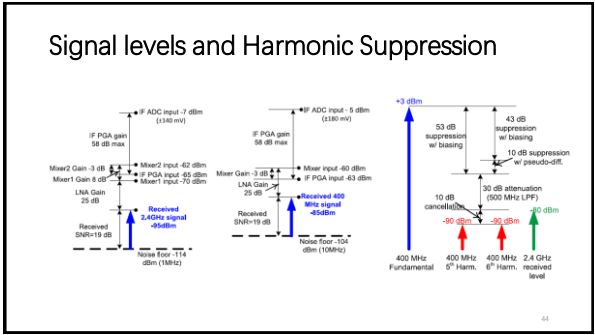 Signal levels and Harmonic Suppression
IF ADC input -7 dBm
(±140 mV)
IF PGA gain
58 dB max
Mixer2 Gain -3 dB
Mixer2 input -62 dBm
IF PGA input -65 dBm
Mixer1 Gain 8 dB
Mixer1 input -70 dBm
LNA Gain
25 dB
Received
2.4GHz signal
-95dBm
Received
SNR=19 dB
Noise floor -114
dBm (1MHz)
IF ADC input - 5 dBm
(±180 mV)
IF PGA gain
58 dB max
Mixer Gain -3 dB
Mixer input -60 dBm
IF PGA input -63 dBm
LNA Gain
25 dB
Received 400
MHz signal
-85dBm
Received
SNR=19 dB
Noise floor -104
dBm (10MHz)
+3 dBm
53 dB
suppression
w/ biasing
43 dB
suppression
w/ biasing
10 dB suppression
w/ pseudo-diff.
30 dB attenuation
(500 MHz LPF)
10 dB
cancellation
-90 dBm
-90 dBm
-80 dBm
400 MHz
Fundamental
400 MHz
5th Harm.
400 MHz
6th Harm.
2.4 GHz
received
level
44